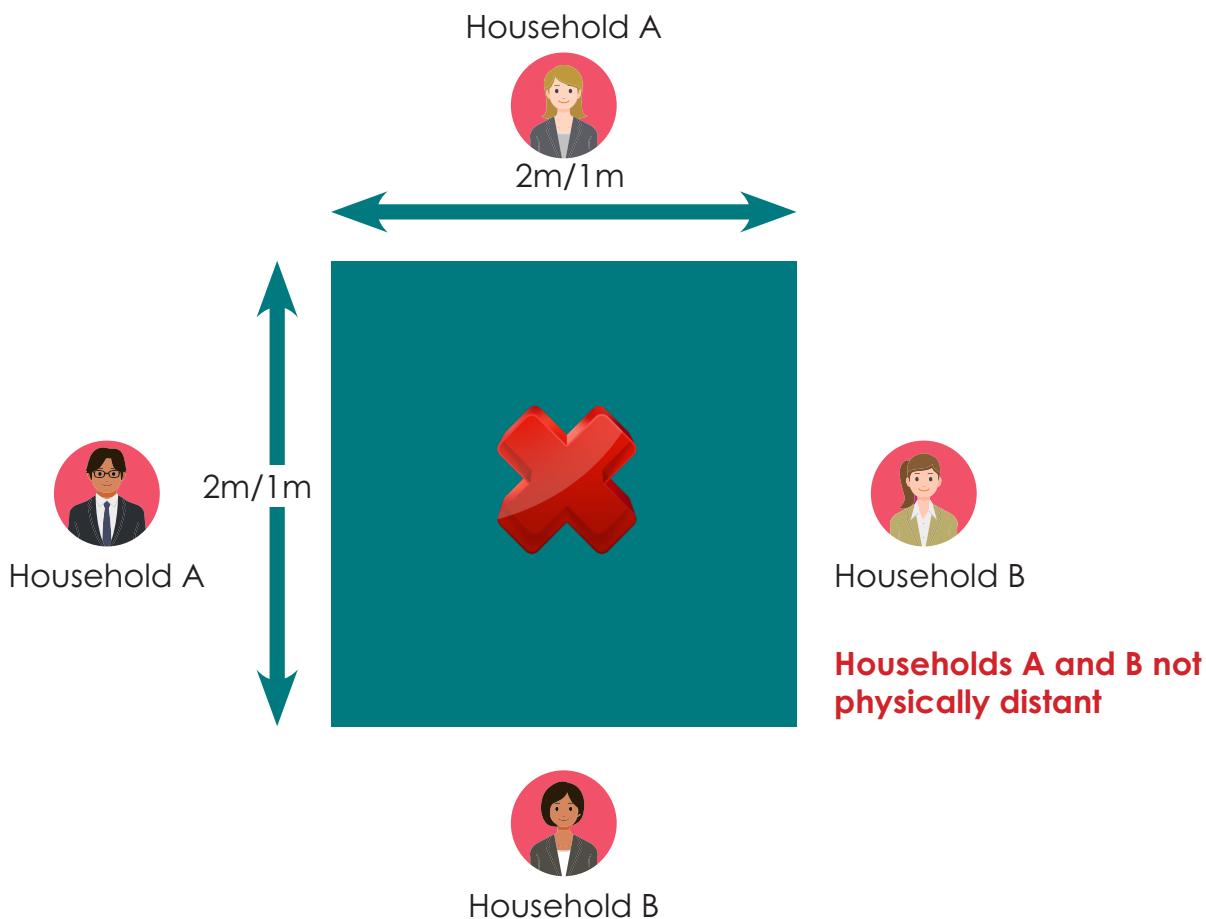 Household A
2m/1m
2m/1m
Household A
Household B
Households A and B not
physically distant
Household B